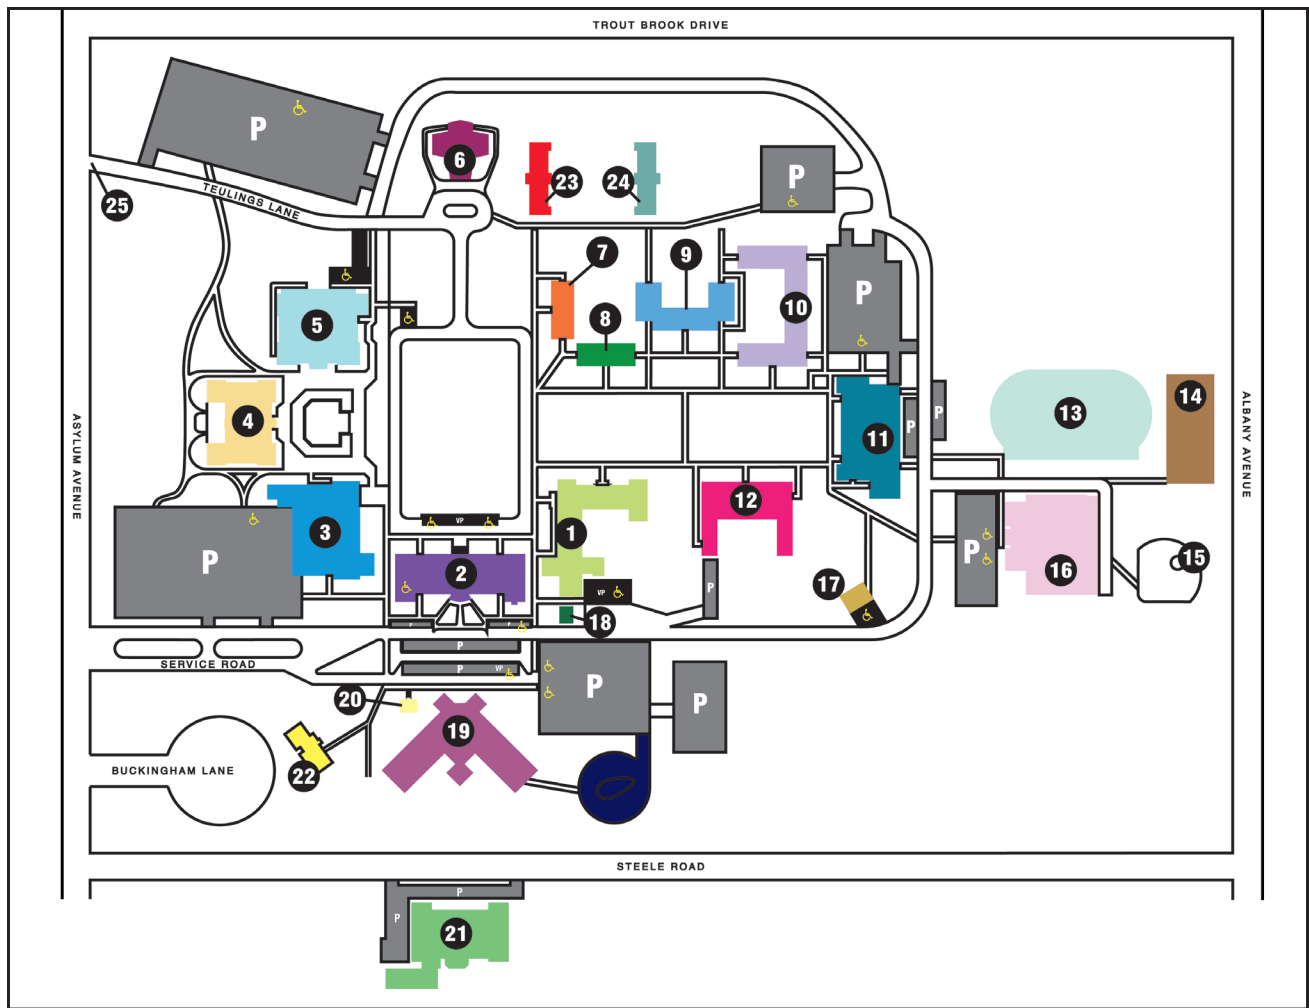 TROUT BROOK DRIVE
P
6
23
24
P
25
TEULINGS LANE
7
9
5
8
10
P
4
ASYLUM AVENUE
11
P
P
13
14
ALBANY AVENUE
12
3
VP
1
P
P
2
16
15
VP
P
17
18
P
P
P
SERVICE ROAD
P
VP
P
P
20
19
BUCKINGHAM LANE
22
STEELE ROAD
P
P
21